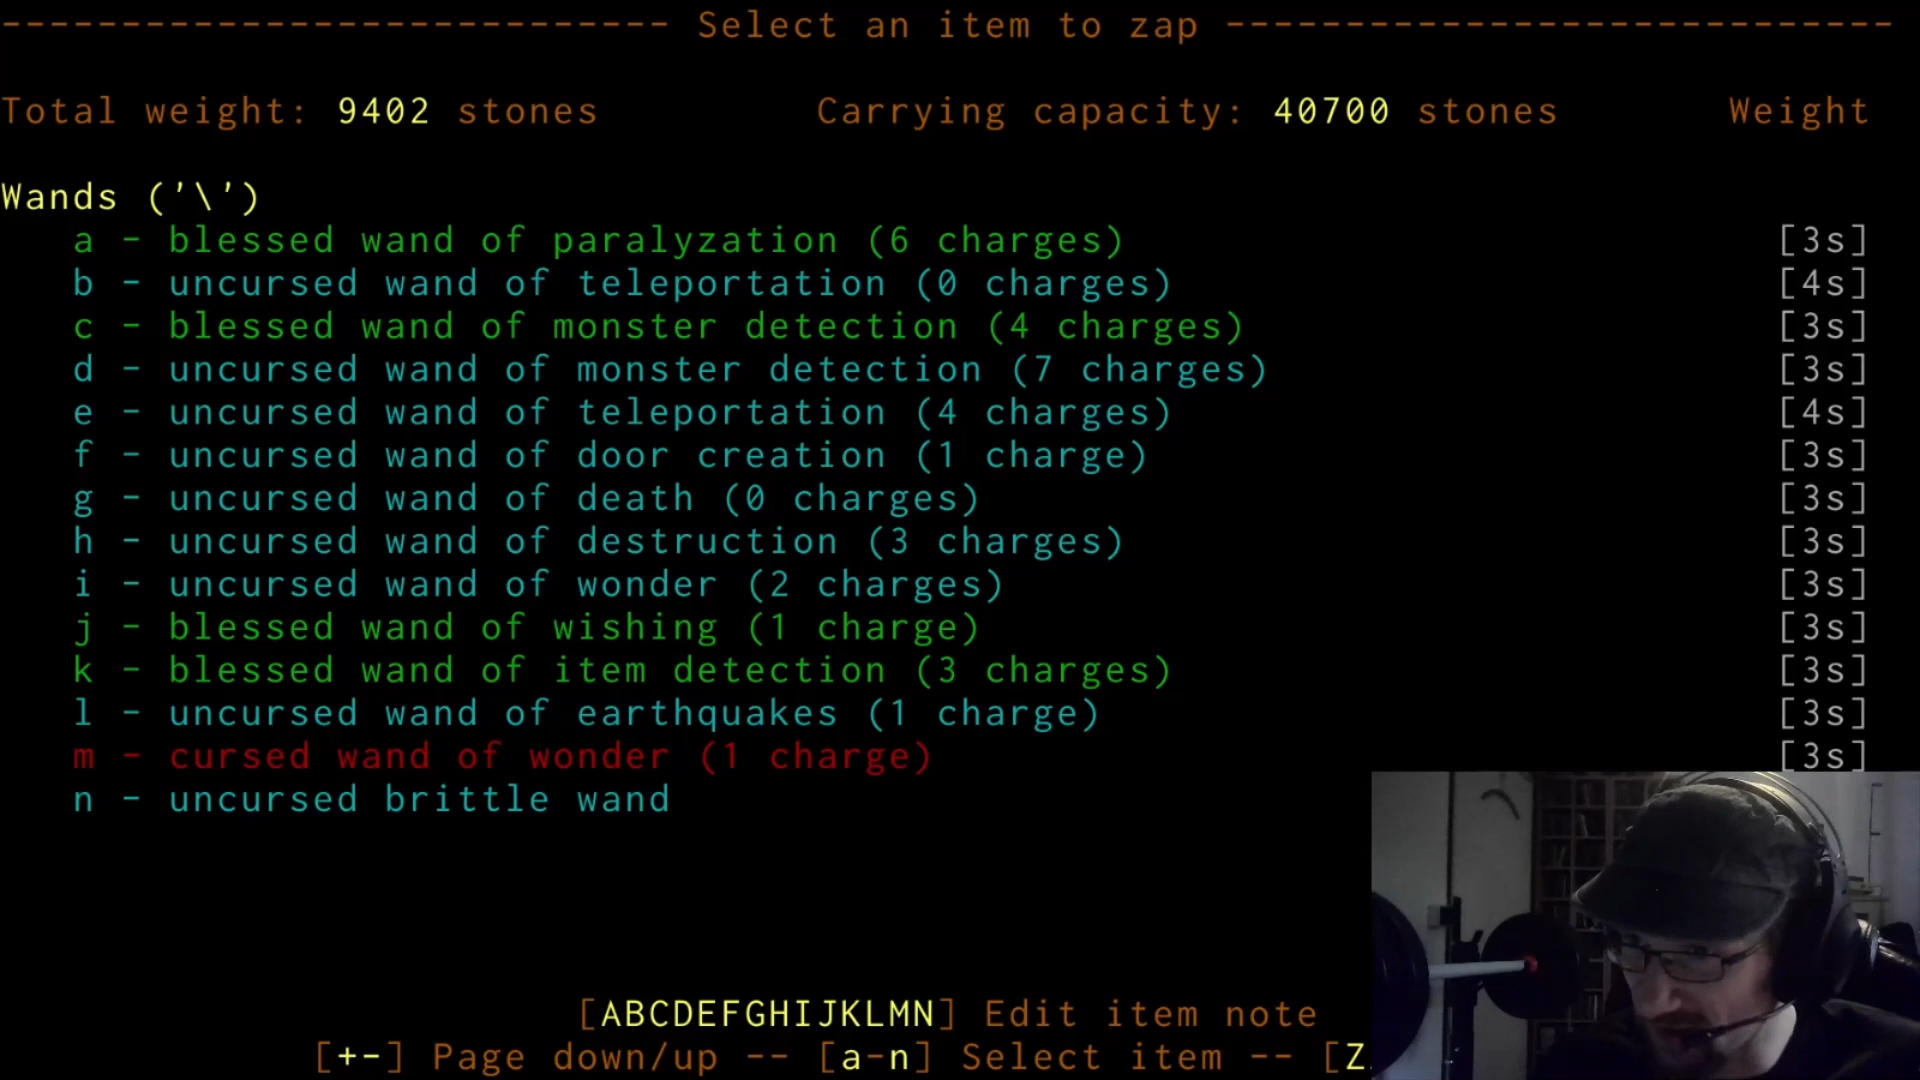 Select an item to zap
Total weight: 9402 stones Carrying capacity: 40700 stones Weight
Wands ('\')
a - blessed wand of paralyzation (6 charges) [3s]
b - uncursed wand of teleportation (0 charges) [4s]
c - blessed wand of monster detection (4 charges) [3s]
d - uncursed wand of monster detection (7 charges) [3s]
e - uncursed wand of teleportation (4 charges) [4s]
f - uncursed wand of door creation (1 charge) [3s]
g - uncursed wand of death (0 charges) [3s]
h - uncursed wand of destruction (3 charges) [3s]
i - uncursed wand of wonder (2 charges) [3s]
j - blessed wand of wishing (1 charge) [3s]
k - blessed wand of item detection (3 charges) [3s]
l - uncursed wand of earthquakes (1 charge) [3s]
m - cursed wand of wonder (1 charge) [3s]
n - uncursed brittle wand
[ABCDEFGHIJKLMN] Edit item note
[+-] Page down/up -- [a-n] Select item -- [Z